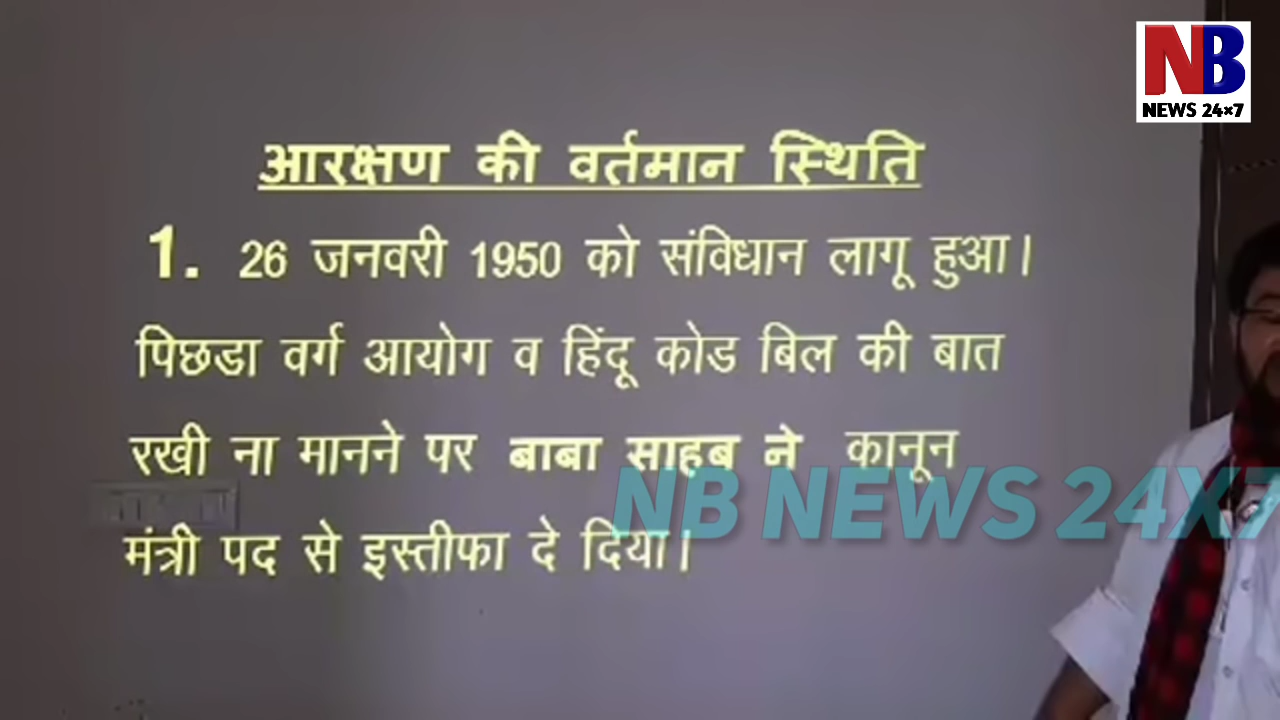 NB
NEWS 24×7
आरक्षण की वर्तमान स्थिति
1. 26 जनवरी 1950 को संविधान लागू हुआ।
पिछडा वर्ग आयोग व हिंदू कोड बिल की बात
रखी ना मानने पर बाबा साहब ने कानून
NB NEWS 24X7
मंत्री पद से इस्तीफा दे दिया।